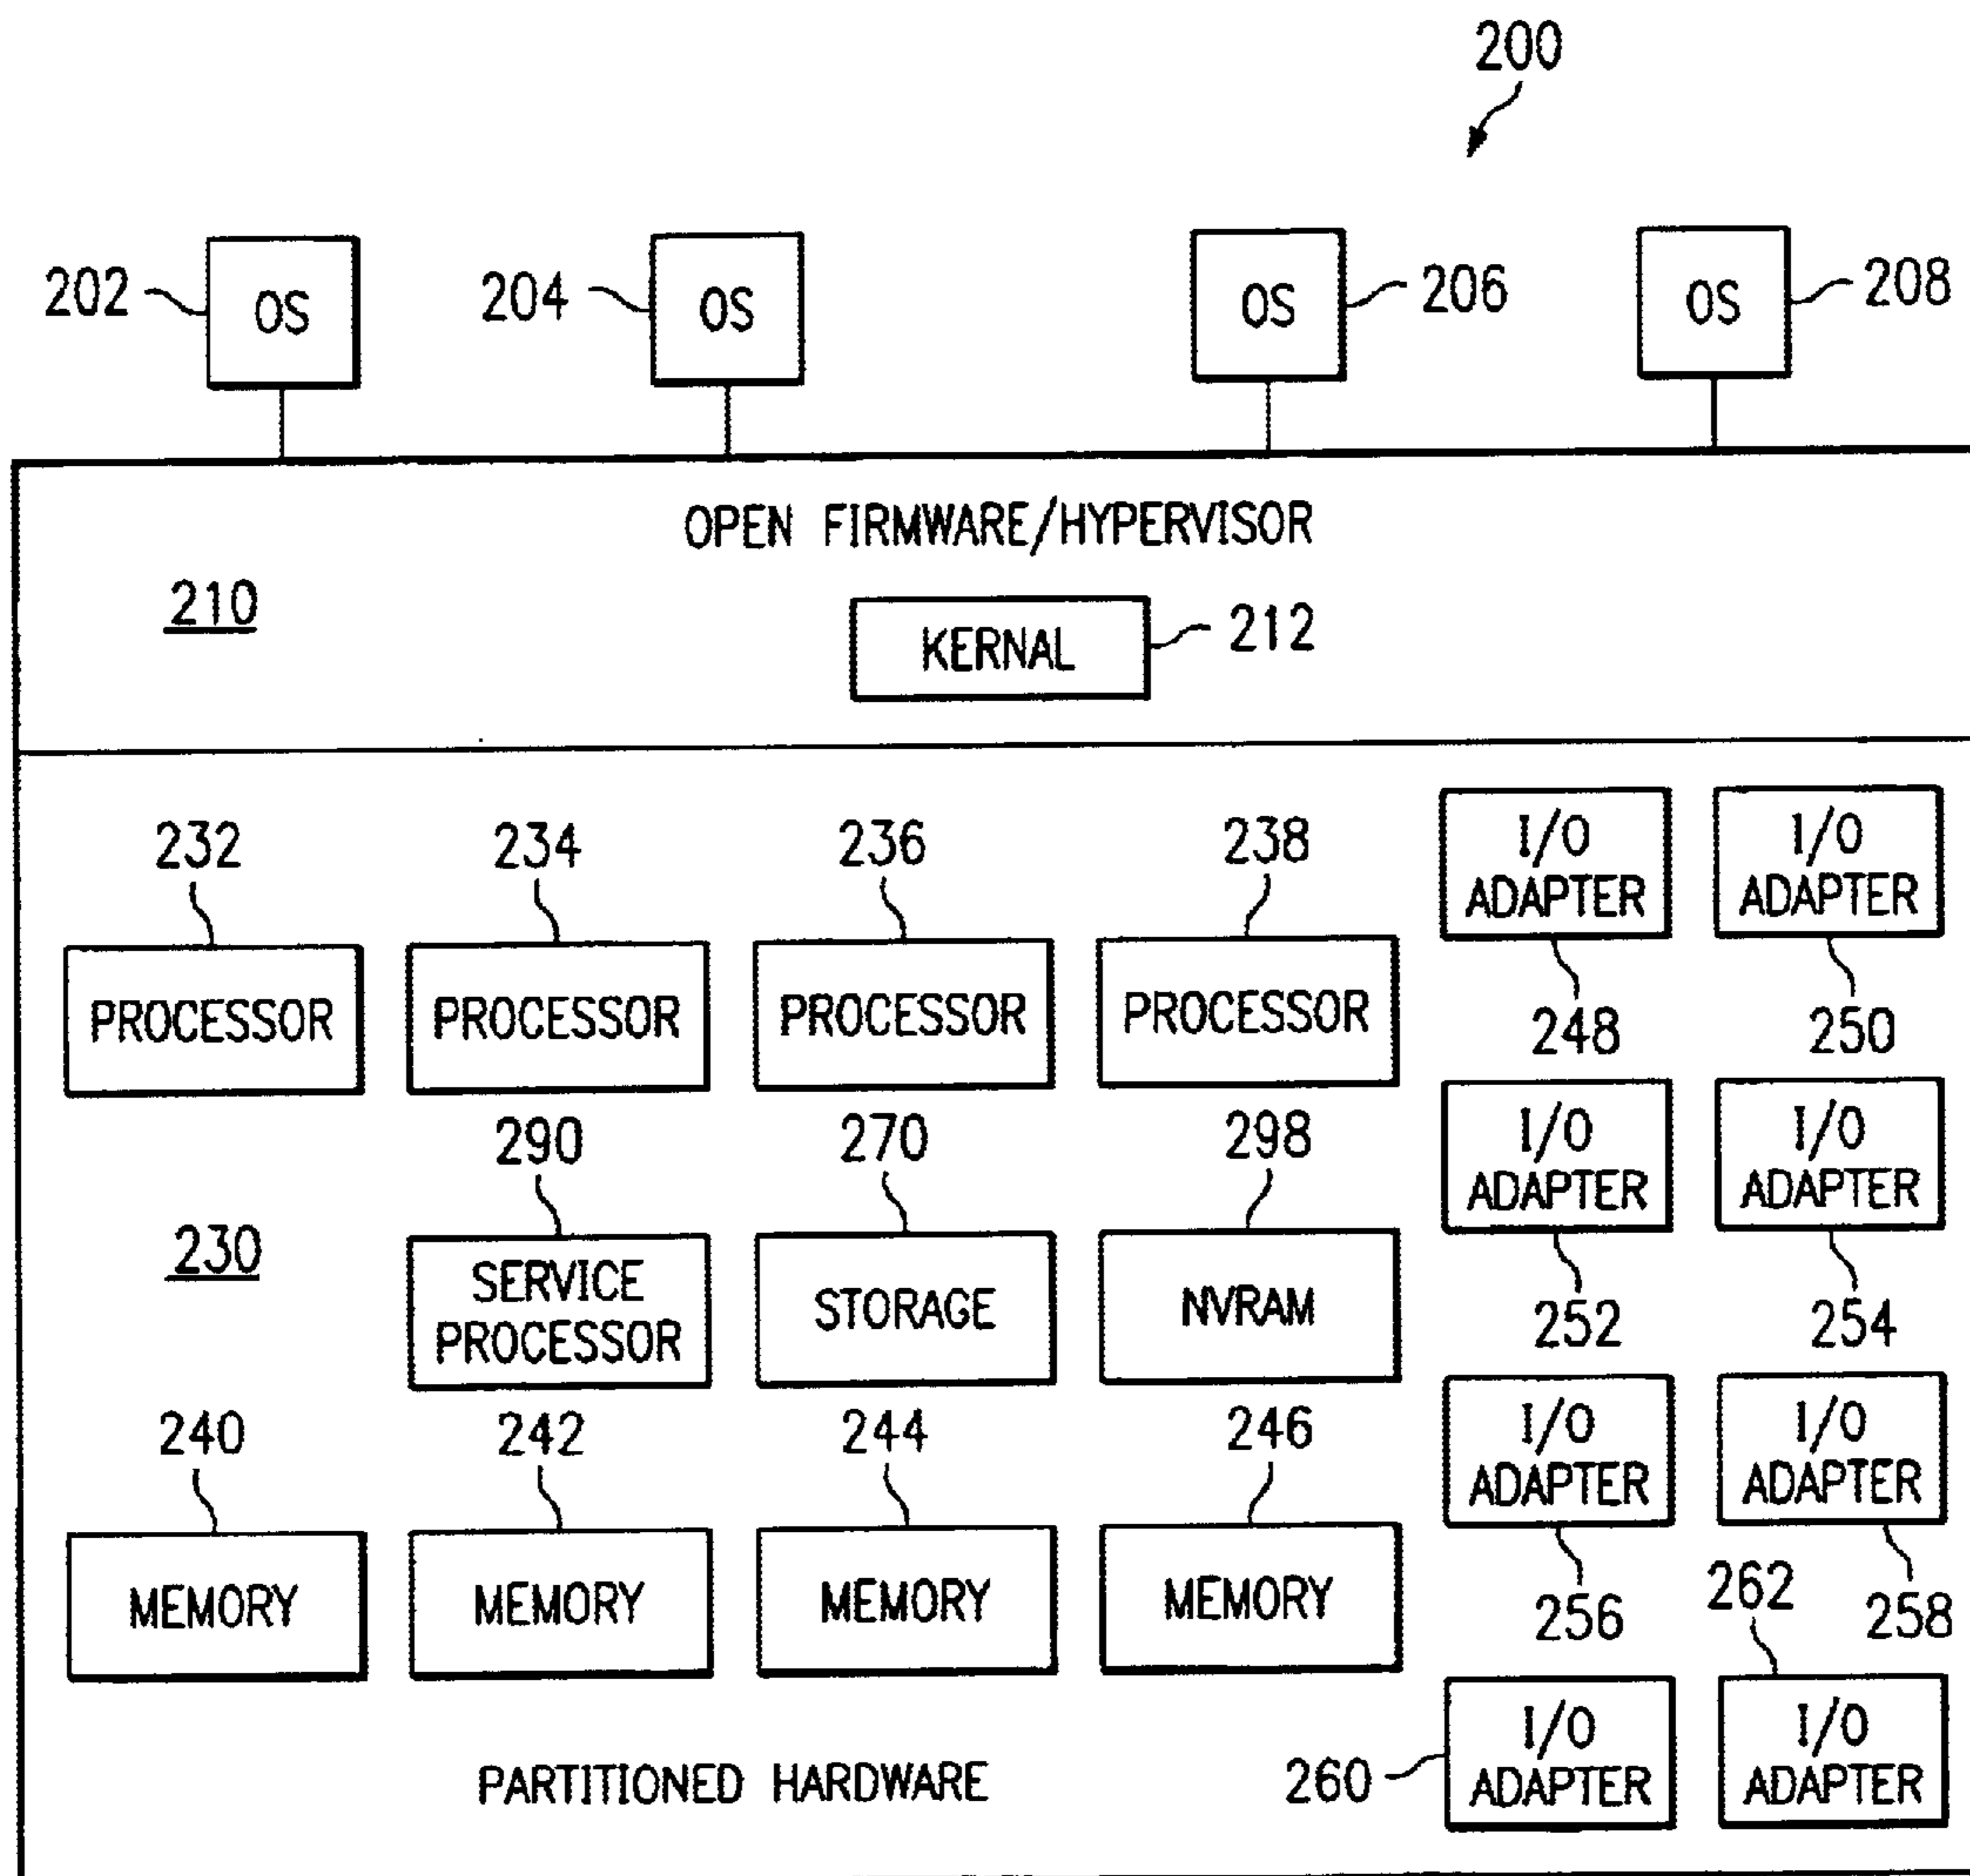 200
202 OS 204 OS OS 206 OS 208
OPEN FIRMWARE/HYPERVISOR
210
KERNAL 212
232 234 236 238
I/O ADAPTER
I/O ADAPTER
PROCESSOR PROCESSOR PROCESSOR PROCESSOR
248 250
290 270 298
I/O ADAPTER
I/O ADAPTER
230
SERVICE
PROCESSOR
STORAGE
NVRAM
252 254
240 242 244 246
I/O ADAPTER
I/O ADAPTER
MEMORY MEMORY MEMORY MEMORY
256 262 258
PARTITIONED HARDWARE
260
I/O ADAPTER
I/O ADAPTER